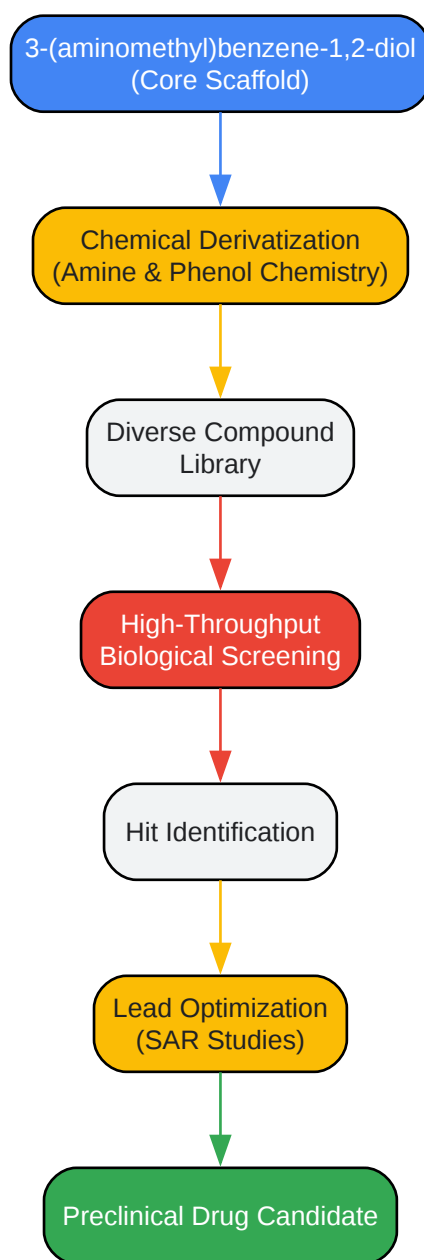 3-(aminomethyl)benzene-1,2-diol
(Core Scaffold)
Chemical Derivatization
(Amine & Phenol Chemistry)
Diverse Compound
Library
High-Throughput
Biological Screening
Hit Identification
Lead Optimization
(SAR Studies)
Preclinical Drug Candidate